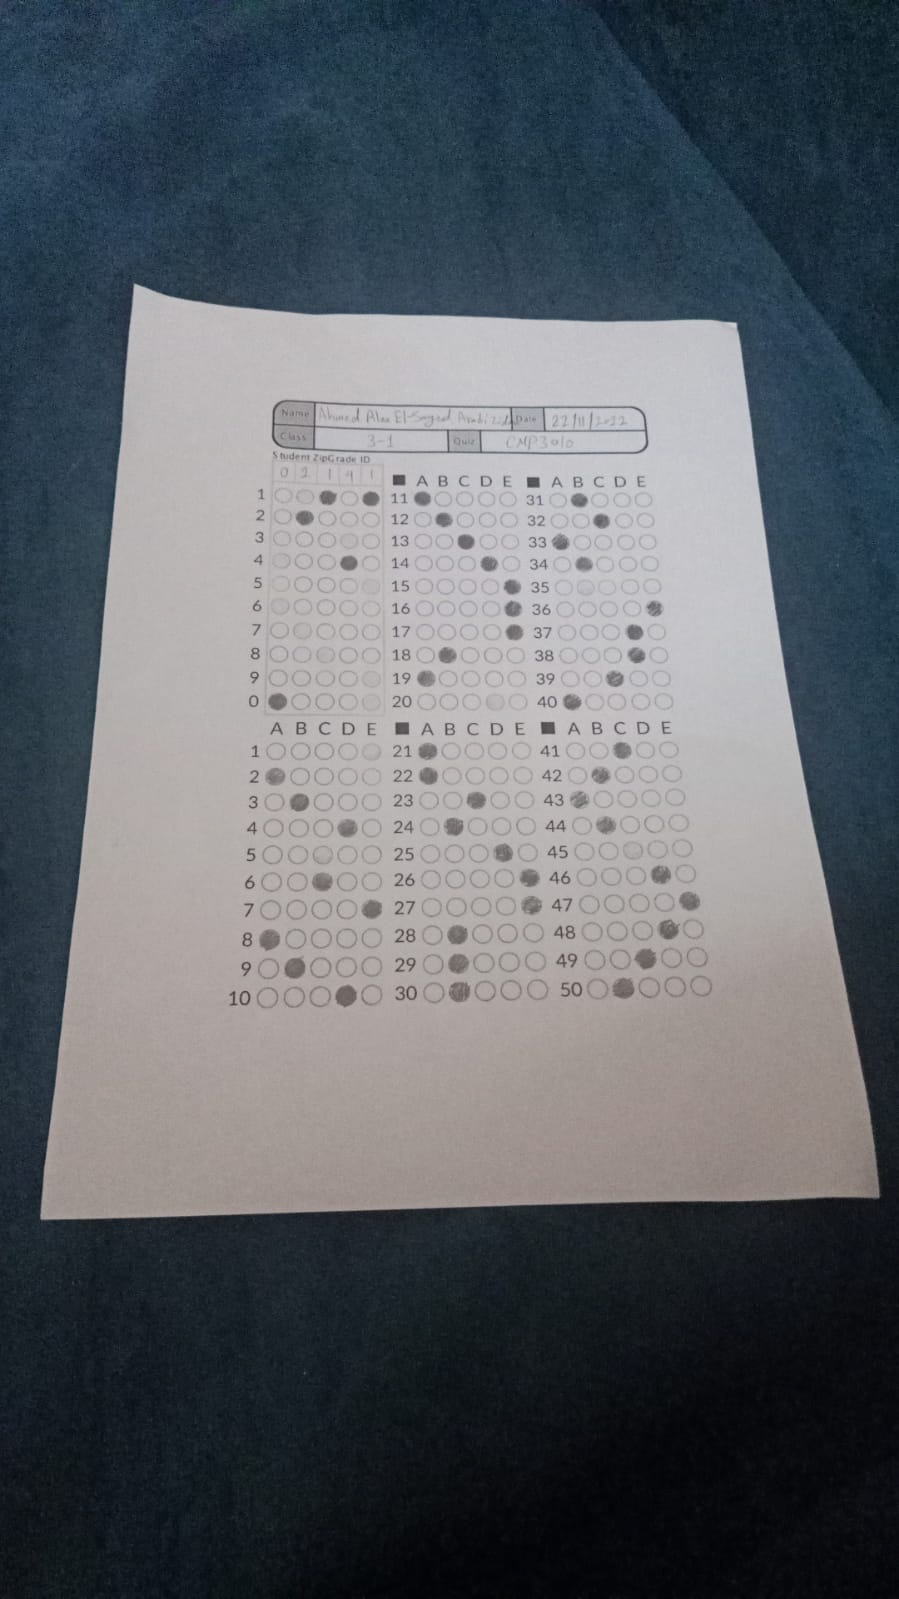 Name Ahmed Alaa El-Sayed Date 22/11/2022
Class 3-1 Quiz CMP3010
Student ZipGrade ID
0 2 1 4 1
A B C D E A B C D E
1 11 31
2 12 32
3 13 33
4 14 34
5 15 35
6 16 36
7 17 37
8 18 38
9 19 39
0 20 40
A B C D E A B C D E A B C D E
1 21 41
2 22 42
3 23 43
4 24 44
5 25 45
6 26 46
7 27 47
8 28 48
9 29 49
10 30 50